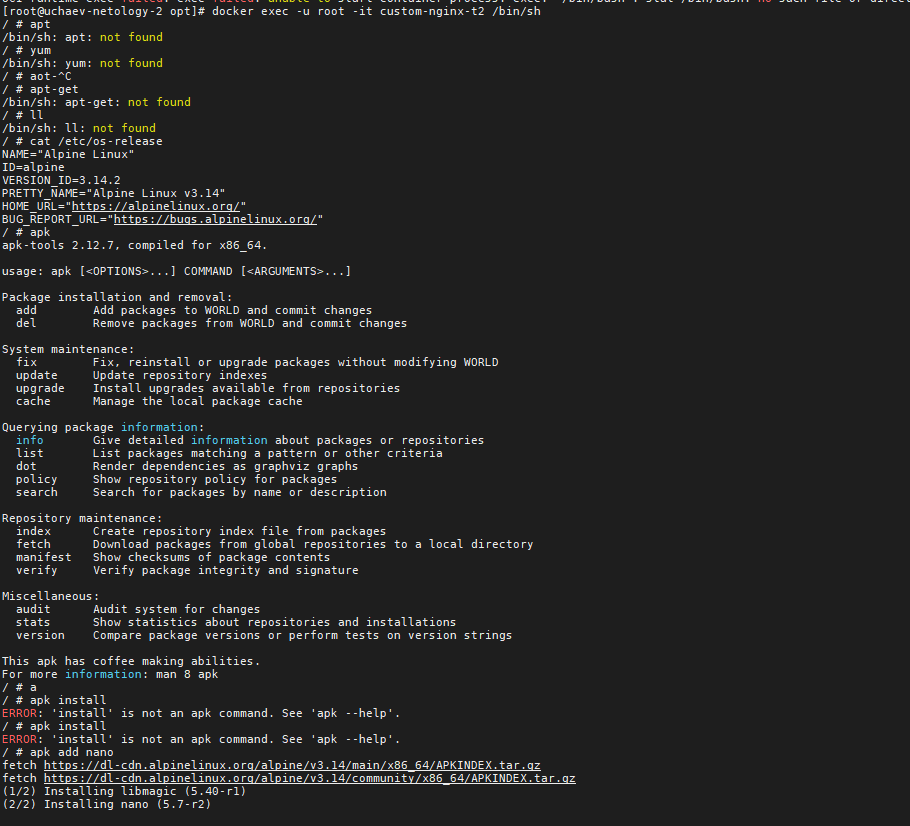 [root@uchaev-netology-2 opt]# docker exec -u root -it custom-nginx-t2 /bin/sh
/ # apt
/bin/sh: apt: not found
/ # yum
/bin/sh: yum: not found
/ # aot-^C
/ # apt-get
/bin/sh: apt-get: not found
/ # ll
/bin/sh: ll: not found
/ # cat /etc/os-release
NAME="Alpine Linux"
ID=alpine
VERSION_ID=3.14.2
PRETTY_NAME="Alpine Linux v3.14"
HOME_URL="https://alpinelinux.org/"
BUG_REPORT_URL="https://bugs.alpinelinux.org/"
/ # apk
apk-tools 2.12.7, compiled for x86_64.

usage: apk [<OPTIONS>...] COMMAND [<ARGUMENTS>...]

Package installation and removal:
  add        Add packages to WORLD and commit changes
  del        Remove packages from WORLD and commit changes

System maintenance:
  fix        Fix, reinstall or upgrade packages without modifying WORLD
  update     Update repository indexes
  upgrade    Install upgrades available from repositories
  cache      Manage the local package cache

Querying package information:
  info       Give detailed information about packages or repositories
  list       List packages matching a pattern or other criteria
  dot        Render dependencies as graphviz graphs
  policy     Show repository policy for packages
  search     Search for packages by name or description

Repository maintenance:
  index      Create repository index file from packages
  fetch      Download packages from global repositories to a local directory
  manifest   Show checksums of package contents
  verify     Verify package integrity and signature

Miscellaneous:
  audit      Audit system for changes
  stats      Show statistics about repositories and installations
  version    Compare package versions or perform tests on version strings

This apk has coffee making abilities.
For more information: man 8 apk
/ # a
/ # apk install
ERROR: 'install' is not an apk command. See 'apk --help'.
/ # apk install
ERROR: 'install' is not an apk command. See 'apk --help'.
/ # apk add nano
fetch https://dl-cdn.alpinelinux.org/alpine/v3.14/main/x86_64/APKINDEX.tar.gz
fetch https://dl-cdn.alpinelinux.org/alpine/v3.14/community/x86_64/APKINDEX.tar.gz
(1/2) Installing libmagic (5.40-r1)
(2/2) Installing nano (5.7-r2)